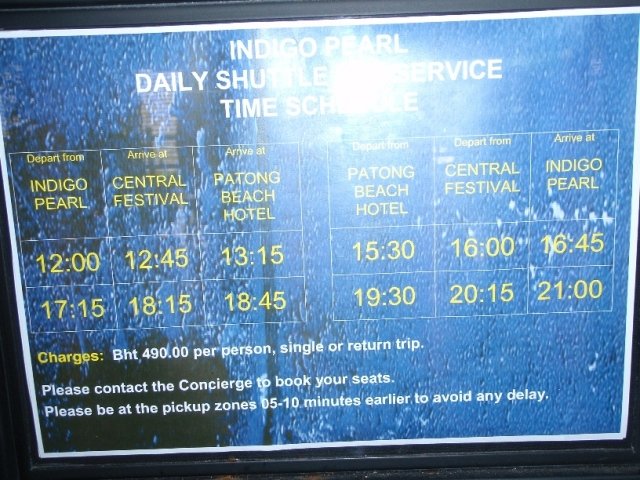 INDIGO PEARL
DAILY SHUTTLE SERVICE
TIME SCHEDULE
Depart from Arrive at Arrive at Depart from Depart from Arrive at
INDIGO PEARL CENTRAL FESTIVAL PATONG BEACH HOTEL PATONG BEACH HOTEL CENTRAL FESTIVAL INDIGO PEARL
12:00 12:45 13:15 15:30 16:00 16:45
17:15 18:15 18:45 19:30 20:15 21:00
Charges: Bht 490.00 per person, single or return trip.
Please contact the Concierge to book your seats.
Please be at the pickup zones 05-10 minutes earlier to avoid any delay.